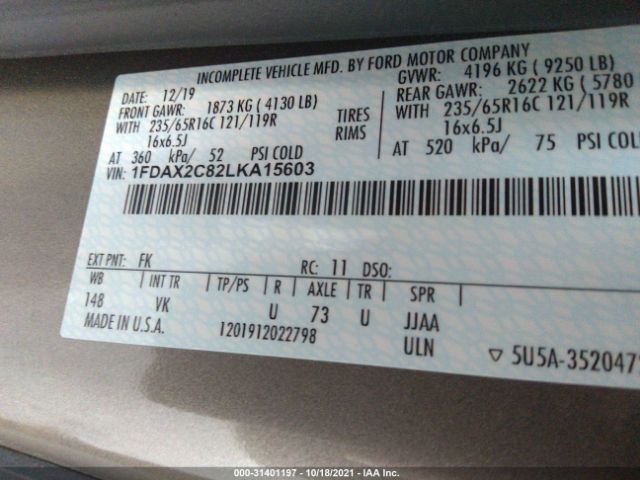 INCOMPLETE VEHICLE MFD. BY FORD MOTOR COMPANY
DATE: 12/19 GVWR: 4196 KG ( 9250 LB)
FRONT GAWR: 1873 KG ( 4130 LB) REAR GAWR: 2622 KG ( 5780
WITH 235/65R16C 121/119R TIRES WITH 235/65R16C 121/119R
16x6.5J RIMS 16x6.5J
AT 360 kPa/ 52 PSI COLD AT 520 kPa/ 75 PSI COL
VIN: 1FDAX2C82LKA15603
EXT PNT: FK RC: 11 DSO:
WB INT TR TP/PS R AXLE TR SPR
148 VK U 73 U JJAA
MADE IN U.S.A. 1201912022798 ULN
▽ 5U5A-3520472
000-31401197 - 10/18/2021 - IAA Inc.